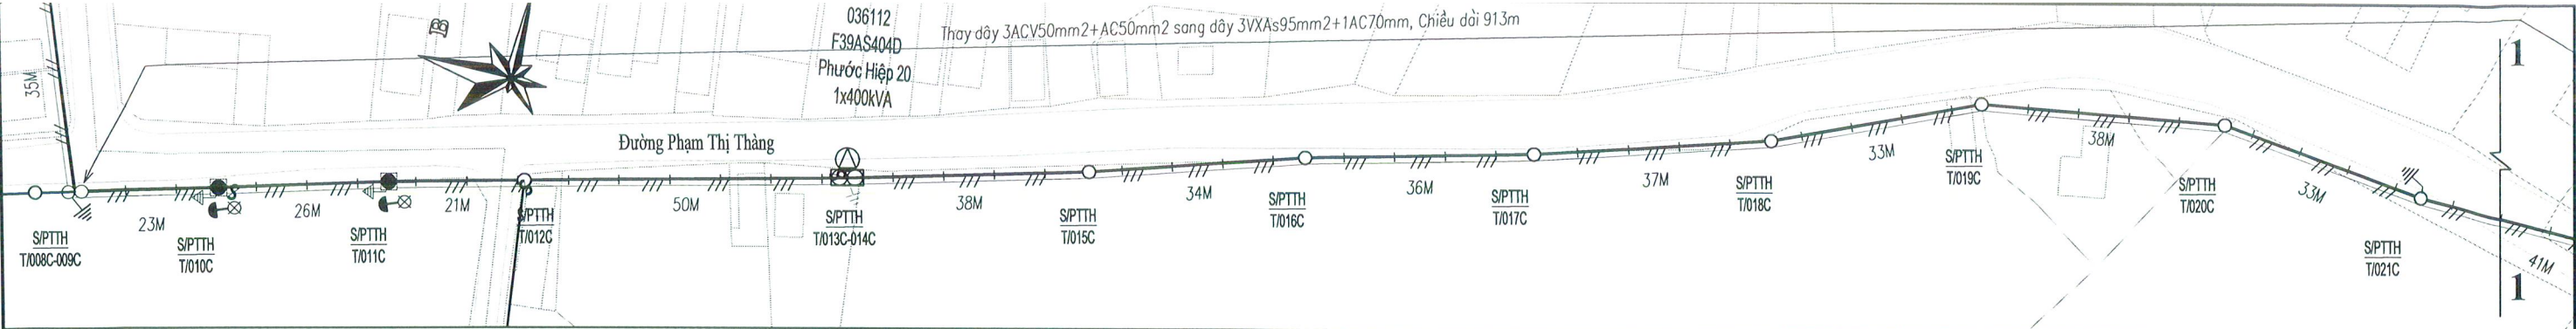 B
036112
F39AS404D
Phước Hiệp 20
1x400kVA
Thay dây 3ACV50mm2+AC50mm2 sang dây 3VXAs95mm2+1AC70mm, Chiều dài 913m
1
35M
Đường Phạm Thị Thàng
23M
26M
21M
50M
38M
34M
36M
37M
33M
38M
33M
41M
S/PTTH
T/008C-009C
S/PTTH
T/010C
S/PTTH
T/011C
S/PTTH
T/012C
S/PTTH
T/013C-014C
S/PTTH
T/015C
S/PTTH
T/016C
S/PTTH
T/017C
S/PTTH
T/018C
S/PTTH
T/019C
S/PTTH
T/020C
S/PTTH
T/021C
1